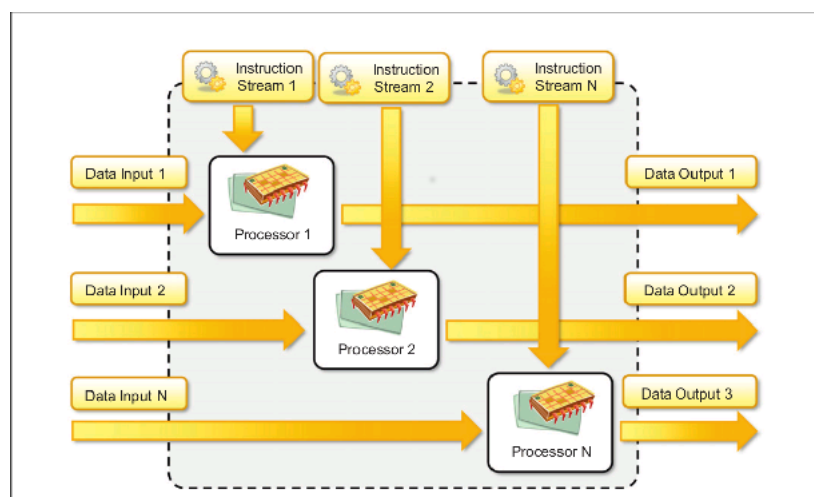 Instruction
Stream 1
Instruction
Stream 2
Instruction
Stream N
Data Input 1
Data Output 1
Processor 1
Data Input 2
Data Output 2
Processor 2
Data Input N
Data Output 3
Processor N